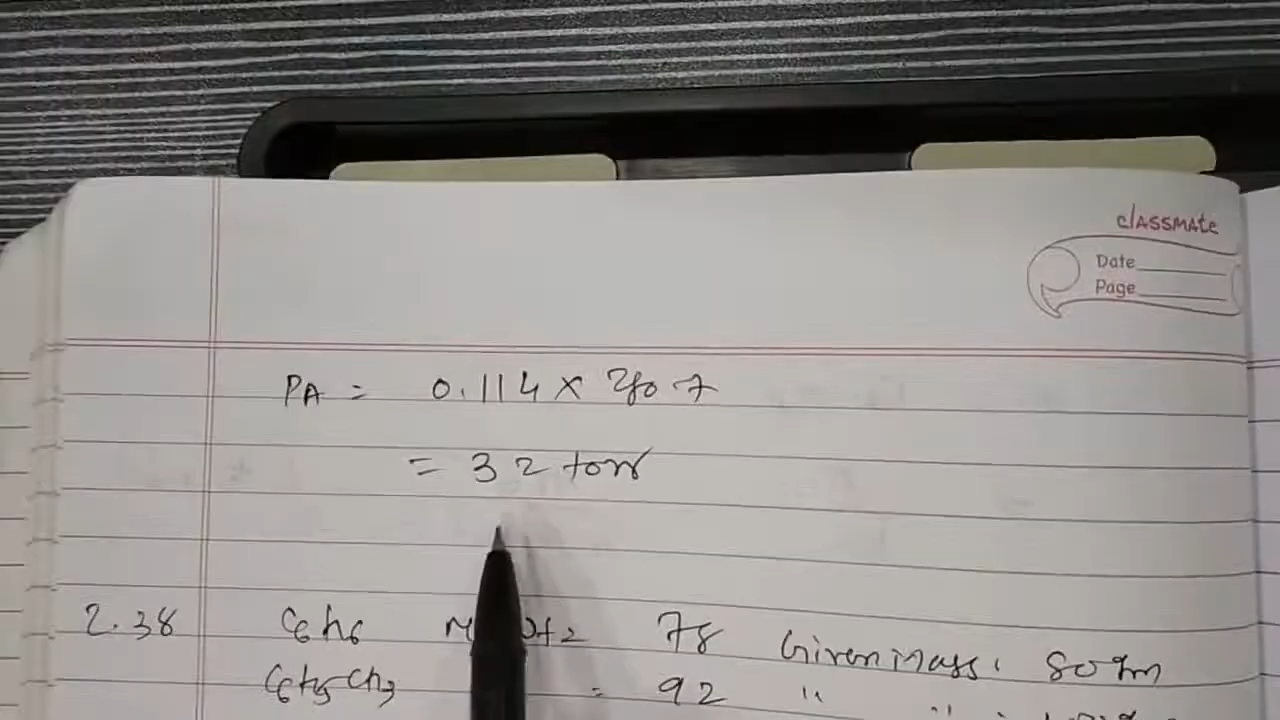 classmate
Date
Page
PA = 0.114 × 280.7
= 32 torr
2.38 C6h6 78 Given Mass: 80 gm
C6H5CH3 = 92 "